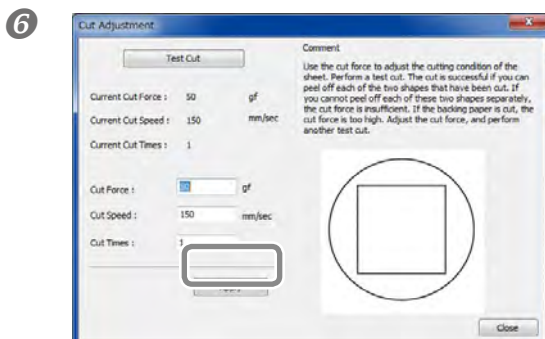 6
Cut Adjustment
Test Cut
Current Cut Force : 50 gf
Current Cut Speed : 150 mm/sec
Current Cut Times : 1
Cut Force : 50 gf
Cut Speed : 150 mm/sec
Cut Times : 1
Comment
Use the cut force to adjust the cutting condition of the
sheet. Perform a test cut. The cut is successful if you can
peel off each of the two shapes that have been cut. If
you cannot peel off each of these two shapes separately,
the cut force is insufficient. If the backing paper is cut, the
cut force is too high. Adjust the cut force, and perform
another test cut.
Close